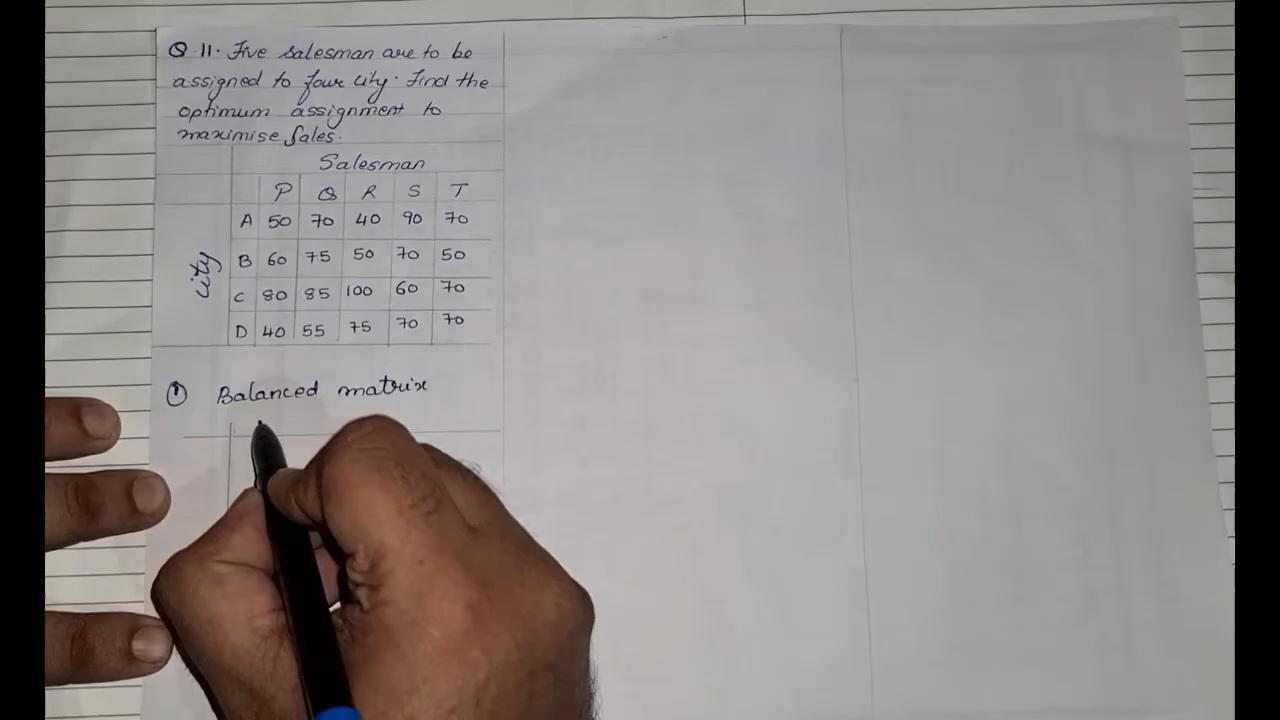 Q.11. Five Salesman are to be
assigned to four city. Find the
optimum assignment to
maximise Sales.
Salesman
P Q R S T
A 50 70 40 90 70
B 60 75 50 70 50
City
C 80 85 100 60 70
D 40 55 75 70 70
① Balanced matrix